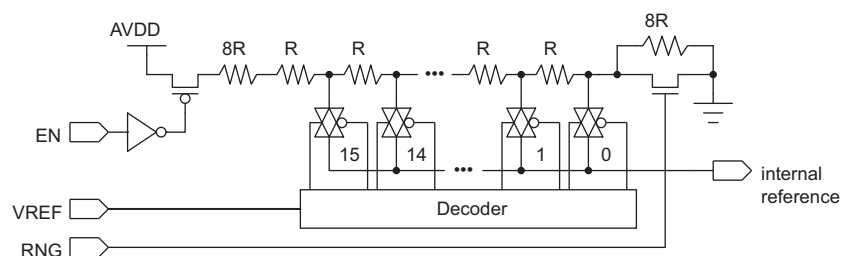 AVDD
8R
R
R
R
R
8R
EN
15
14
1
0
internal
reference
VREF
Decoder
RNG